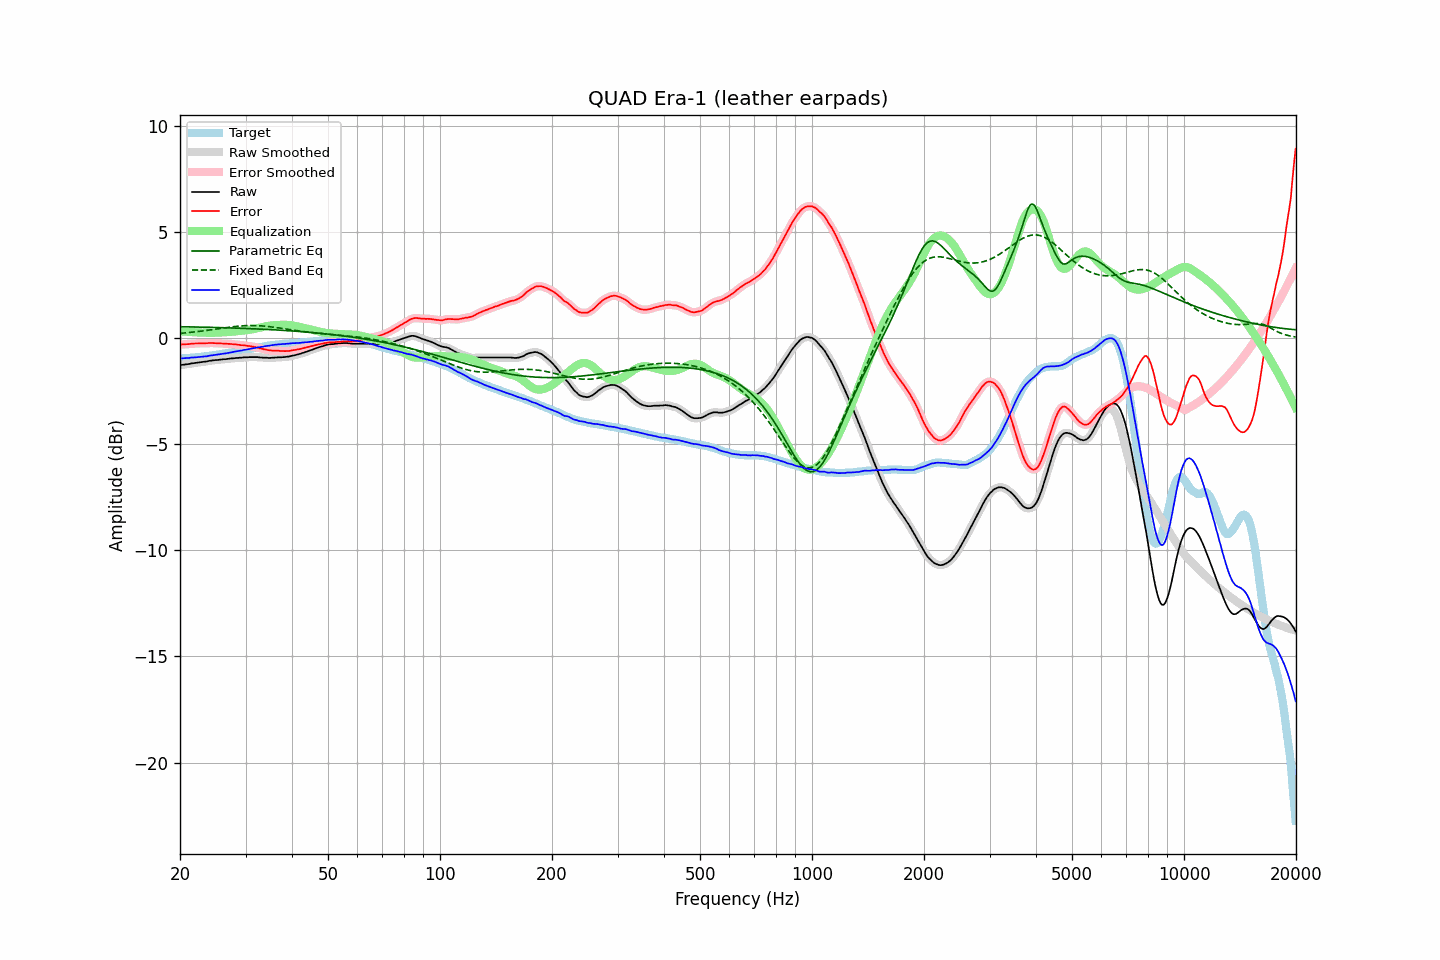 QUAD Era-1 (leather earpads)
Target
Raw Smoothed
Error Smoothed
Raw
Error
Equalization
Parametric Eq
Fixed Band Eq
Equalized
10
5
0
−5
−10
−15
−20
Amplitude (dBr)
20 50 100 200 500 1000 2000 5000 10000 20000
Frequency (Hz)